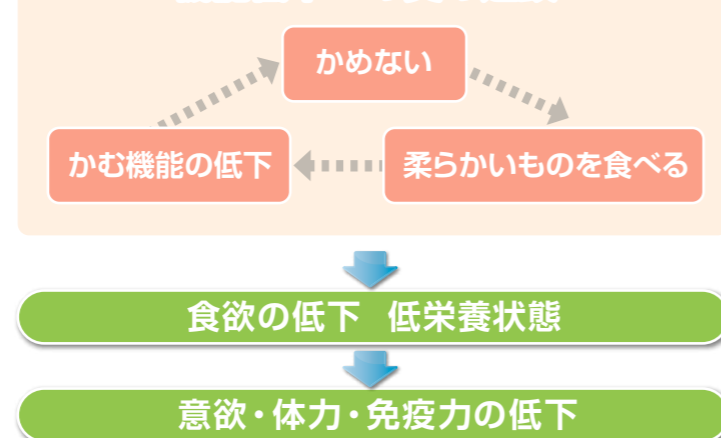 かめない
かむ機能の低下
柔らかいものを食べる
食欲の低下 低栄養状態
意欲・体力・免疫力の低下